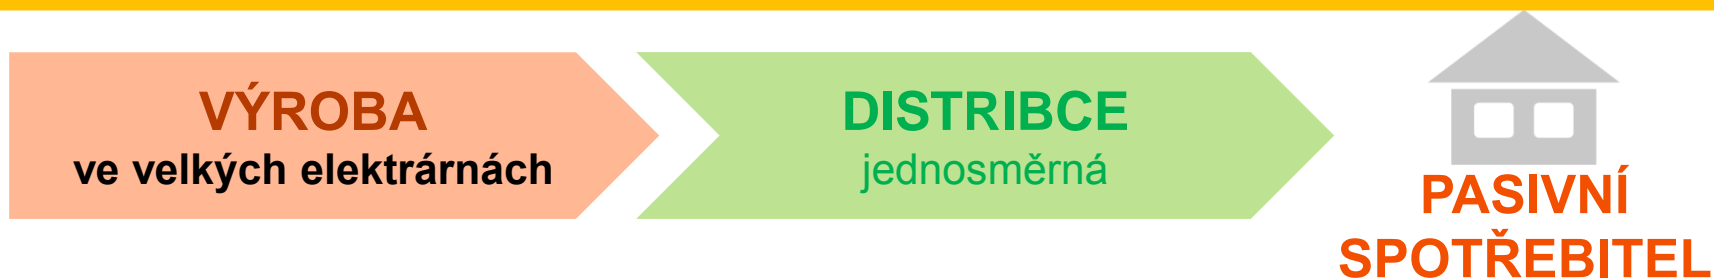 VÝROBA
ve velkých elektrárnách
DISTRIBCE
jednosměrná
PASIVNÍ
SPOTŘEBITEL